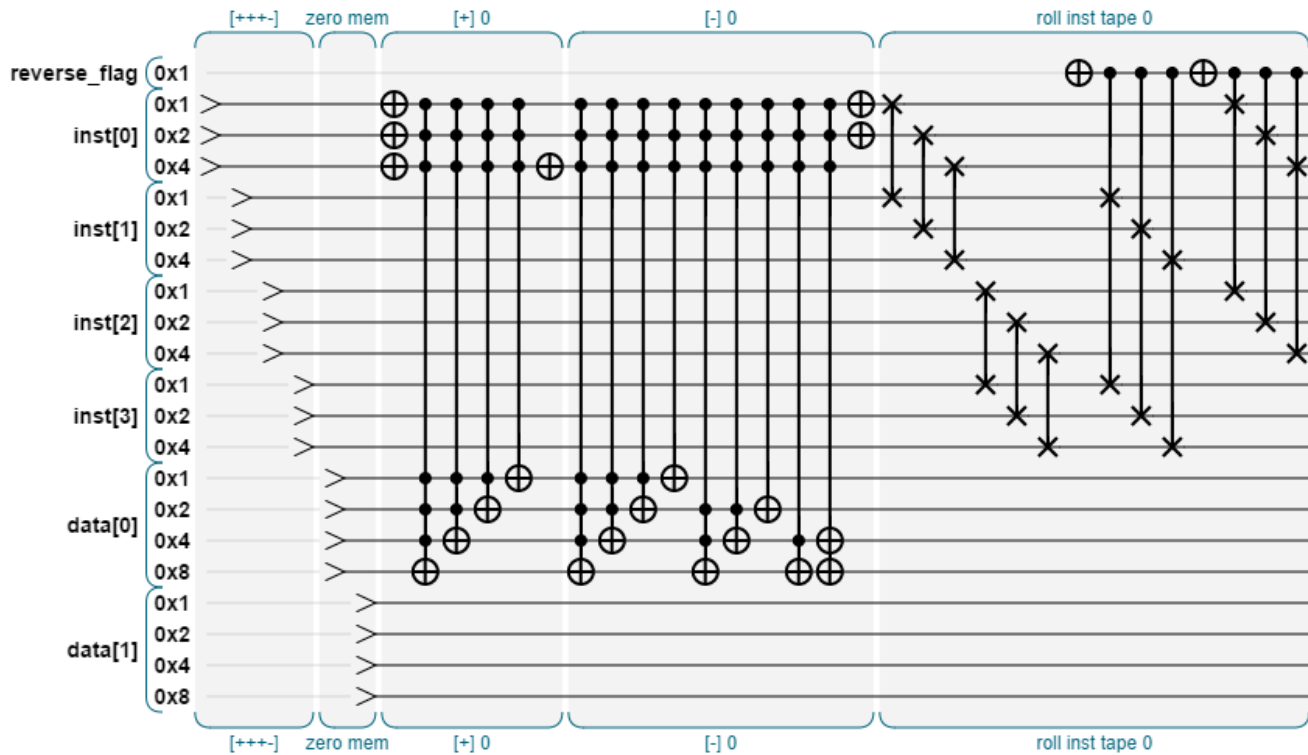 [+++-] zero mem [+] 0 [-] 0 roll inst tape 0
reverse_flag 0x1
0x1
inst[0] 0x2
0x4
0x1
inst[1] 0x2
0x4
0x1
inst[2] 0x2
0x4
0x1
inst[3] 0x2
0x4
0x1
0x2
data[0]
0x4
0x8
0x1
0x2
data[1]
0x4
0x8
[+++-] zero mem [+] 0 [-] 0 roll inst tape 0